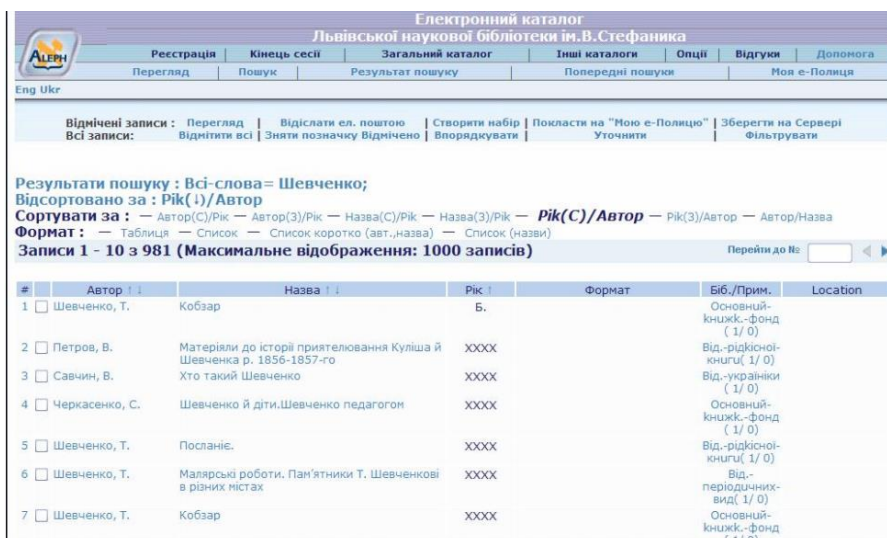 Електронний каталог
Львівської наукової бібліотеки ім.В.Стефаника
ALEPH
Реєстрація | Кінець сесії | Загальний каталог | Інші каталоги | Опції | Відгуки | Допомога
Перегляд | Пошук | Результат пошуку | Попередні пошуки | Моя е-Полиця
Eng Ukr
Відмічені записи : Перегляд | Відіслати ел. поштою | Створити набір | Покласти на "Мою е-Полицю" | Зберегти на Сервері
Всі записи: Відмітити всі | Зняти позначку Відмічено | Впорядкувати | Уточнити | Фільтрувати
Результати пошуку : Всі-слова= Шевченко;
Відсортовано за : Рік(↓)/Автор
Сортувати за : — Автор(С)/Рік — Автор(З)/Рік — Назва(С)/Рік — Назва(З)/Рік — Рік(С)/Автор — Рік(З)/Автор — Автор/Назва
Формат : — Таблиця — Список — Список коротко (авт.,назва) — Список (назви)
Записи 1 - 10 з 981 (Максимальне відображення: 1000 записів) Перейти до №
# Автор ↑ ↓ Назва ↑ ↓ Рік ↑ Формат Біб./Прим. Location
1 Шевченко, Т. Кобзар Б. Основний-
книжк.-фонд
( 1/ 0)
2 Петров, В. Матеріяли до історії приятелювання Куліша й XXXX Від.-рідкісної-
Шевченка р. 1856-1857-го книги( 1/ 0)
3 Савчин, В. Хто такий Шевченко XXXX Від.-україніки
( 1/ 0)
4 Черкасенко, С. Шевченко й діти.Шевченко педагогом XXXX Основний-
книжк.-фонд
( 1/ 0)
5 Шевченко, Т. Посланіє. XXXX Від.-рідкісної-
книги( 1/ 0)
6 Шевченко, Т. Малярські роботи. Пам'ятники Т. Шевченкові XXXX Від.-
в різних містах періодичних-
вид( 1/ 0)
7 Шевченко, Т. Кобзар XXXX Основний-
книжк.-фонд